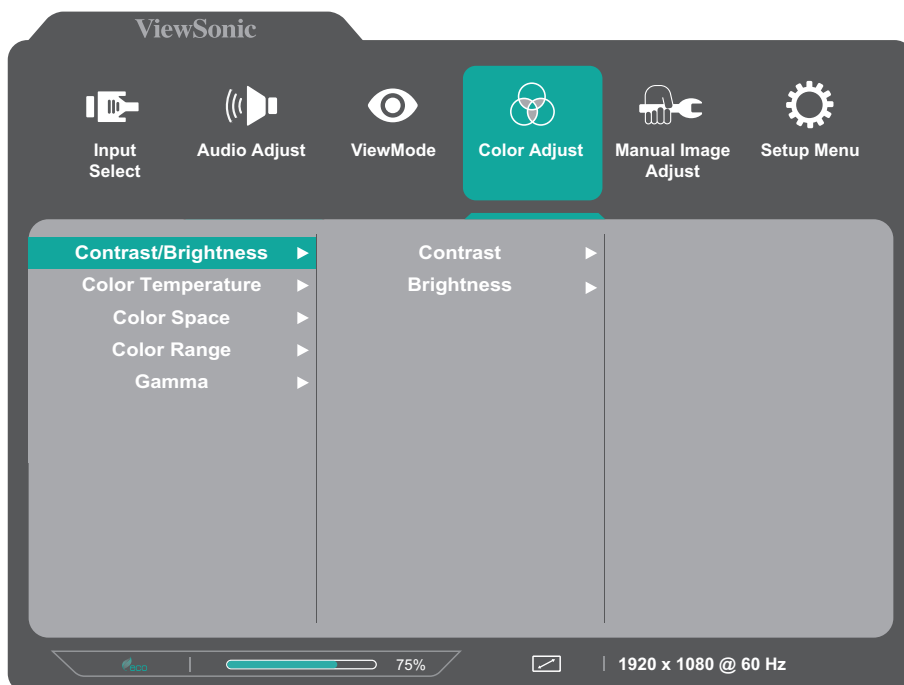 ViewSonic
Input
Select
Audio Adjust
ViewMode
Color Adjust
Manual Image
Adjust
Setup Menu
Contrast/Brightness
Color Temperature
Color Space
Color Range
Gamma
Contrast
Brightness
eco
75%
1920 x 1080 @ 60 Hz